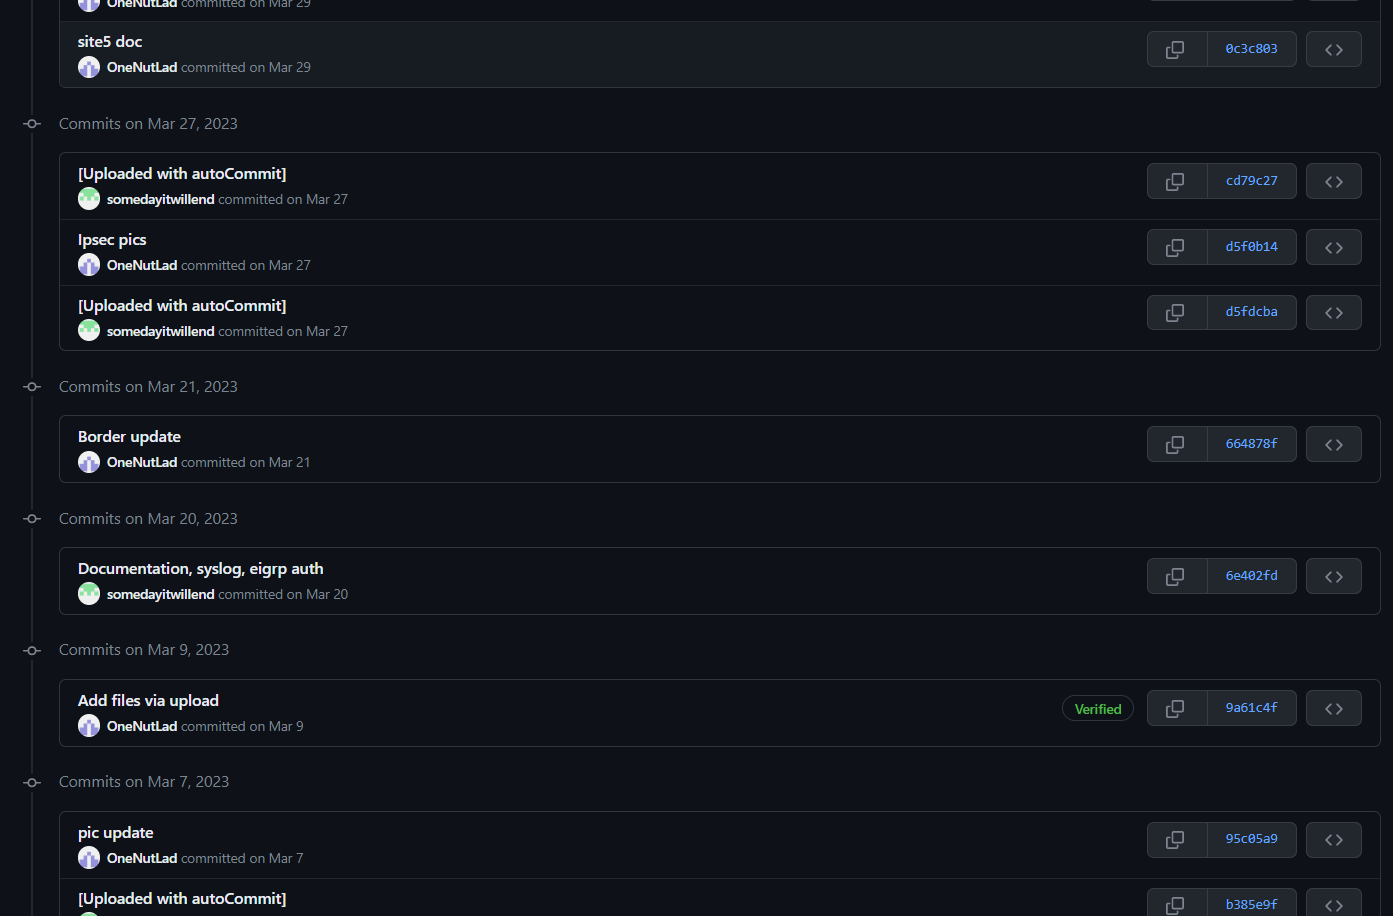 OneNutLad committed on Mar 29
site5 doc
0c3c803
OneNutLad committed on Mar 29
Commits on Mar 27, 2023
[Uploaded with autoCommit]
cd79c27
somedayitwillend committed on Mar 27
Ipsec pics
d5f0b14
OneNutLad committed on Mar 27
[Uploaded with autoCommit]
d5fdcba
somedayitwillend committed on Mar 27
Commits on Mar 21, 2023
Border update
664878f
OneNutLad committed on Mar 21
Commits on Mar 20, 2023
Documentation, syslog, eigrp auth
6e402fd
somedayitwillend committed on Mar 20
Commits on Mar 9, 2023
Add files via upload
Verified
9a61c4f
OneNutLad committed on Mar 9
Commits on Mar 7, 2023
pic update
95c05a9
OneNutLad committed on Mar 7
[Uploaded with autoCommit]
b385e9f